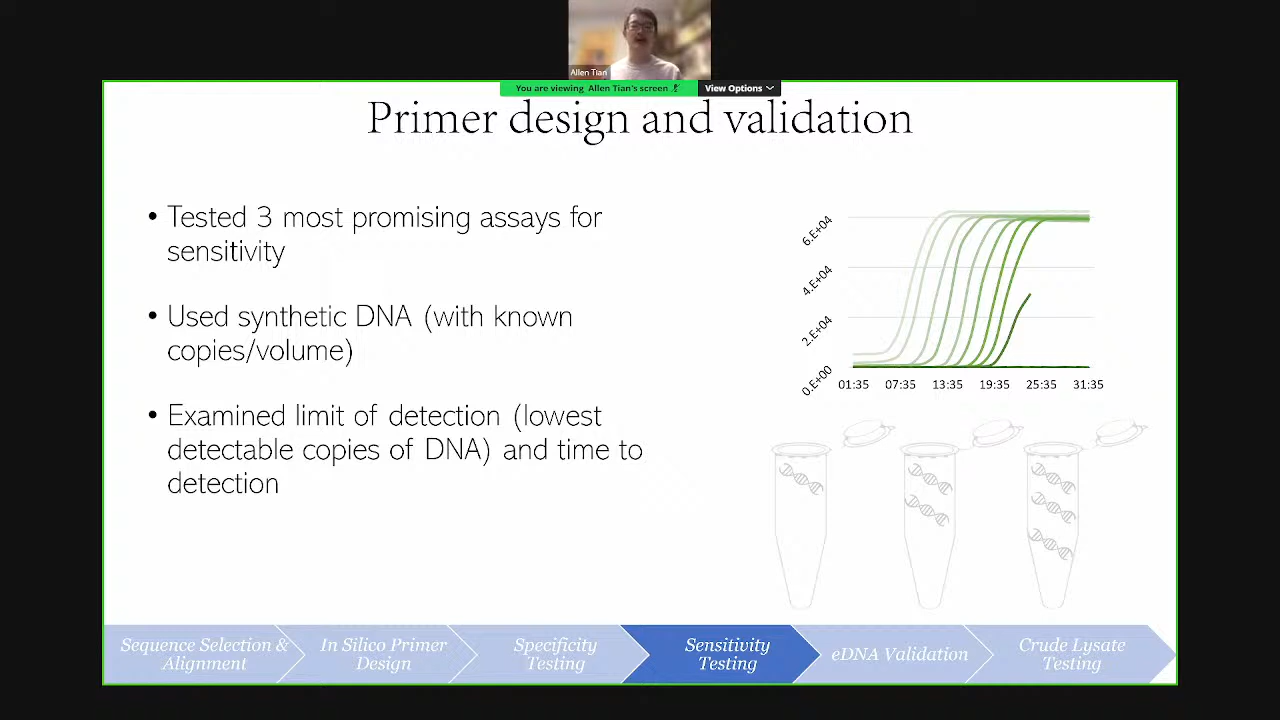 Allen Tian
You are viewing Allen Tian's screen
View Options
Primer design and validation
• Tested 3 most promising assays for
sensitivity
• Used synthetic DNA (with known
copies/volume)
• Examined limit of detection (lowest
detectable copies of DNA) and time to
detection
6.E+04
4.E+04
2.E+04
0.E+00
01:35 07:35 13:35 19:35 25:35 31:35
Sequence Selection &
Alignment
In Silico Primer
Design
Specificity
Testing
Sensitivity
Testing
eDNA Validation
Crude Lysate
Testing